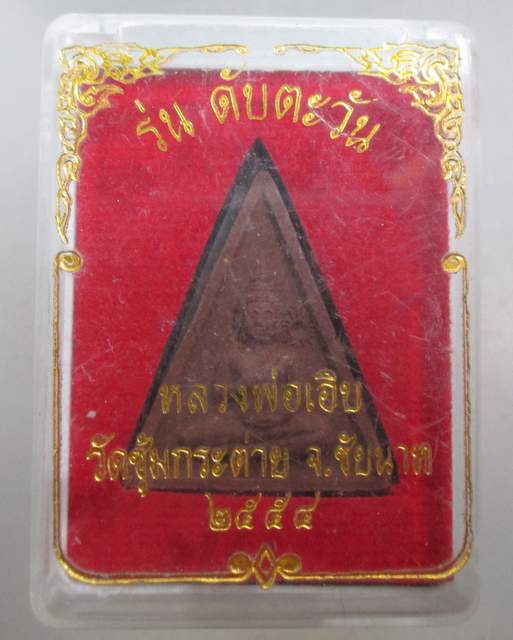 รุ่น ดับตะวัน
หลวงพ่อเอิบ
วัดซุ้มกระต่าย จ.ชัยนาท
๒๕๕๔